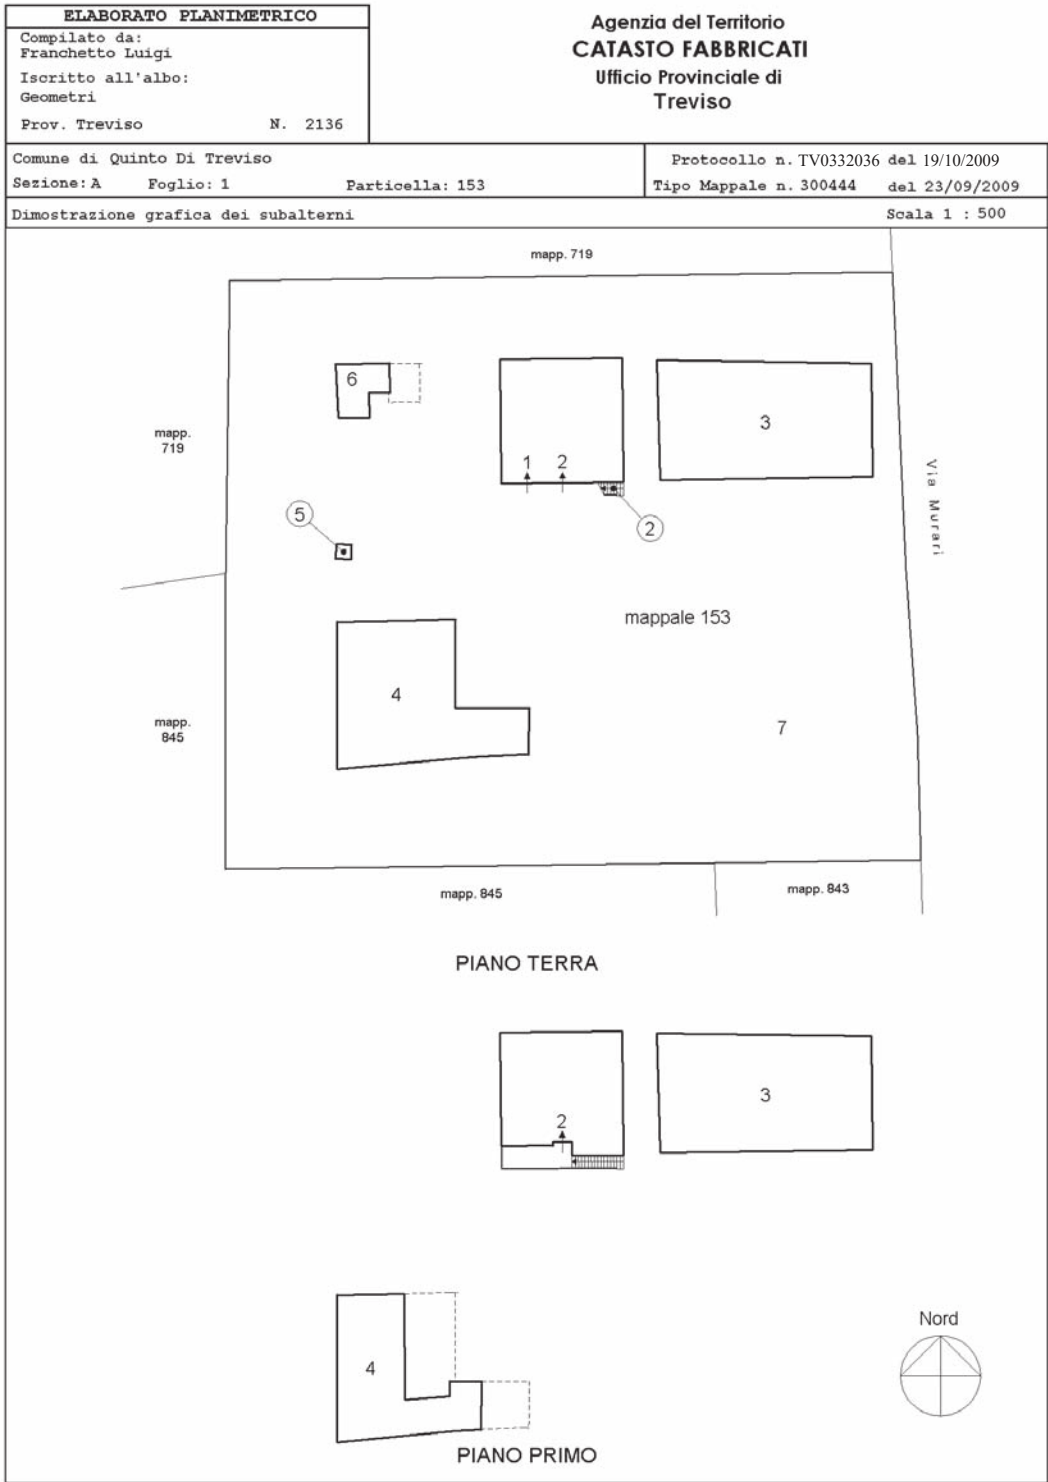 ELABORATO PLANIMETRICO
Compilato da:
Franchetto Luigi
Iscritto all'albo:
Geometri
Prov. Treviso N. 2136
Agenzia del Territorio
CATASTO FABBRICATI
Ufficio Provinciale di
Treviso
Comune di Quinto Di Treviso
Sezione: A Foglio: 1 Particella: 153
Protocollo n. TV0332036 del 19/10/2009
Tipo Mappale n. 300444 del 23/09/2009
Dimostrazione grafica dei subalterni Scala 1 : 500
mapp. 719
6
3
mapp.
719
1 2
Via Murari
5
2
mappale 153
4
mapp.
845
7
mapp. 845
mapp. 843
PIANO TERRA
3
2
Nord
4
PIANO PRIMO